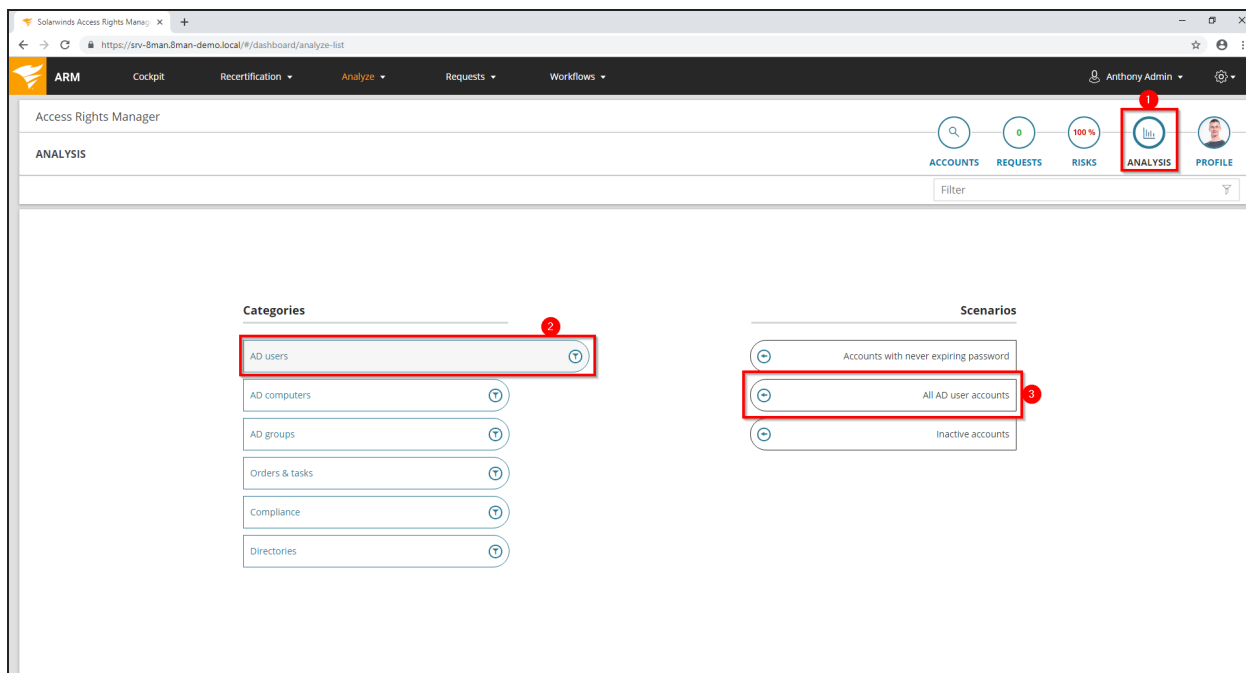 Solarwinds Access Rights Manag
https://srv-8man.8man-demo.local/#/dashboard/analyze-list
ARM Cockpit Recertification Analyze Requests Workflows Anthony Admin
1
Access Rights Manager
0
100 %
ANALYSIS
ACCOUNTS REQUESTS RISKS ANALYSIS PROFILE
Filter
Categories
Scenarios
2
AD users
Accounts with never expiring password
AD computers
All AD user accounts
3
AD groups
Inactive accounts
Orders & tasks
Compliance
Directories